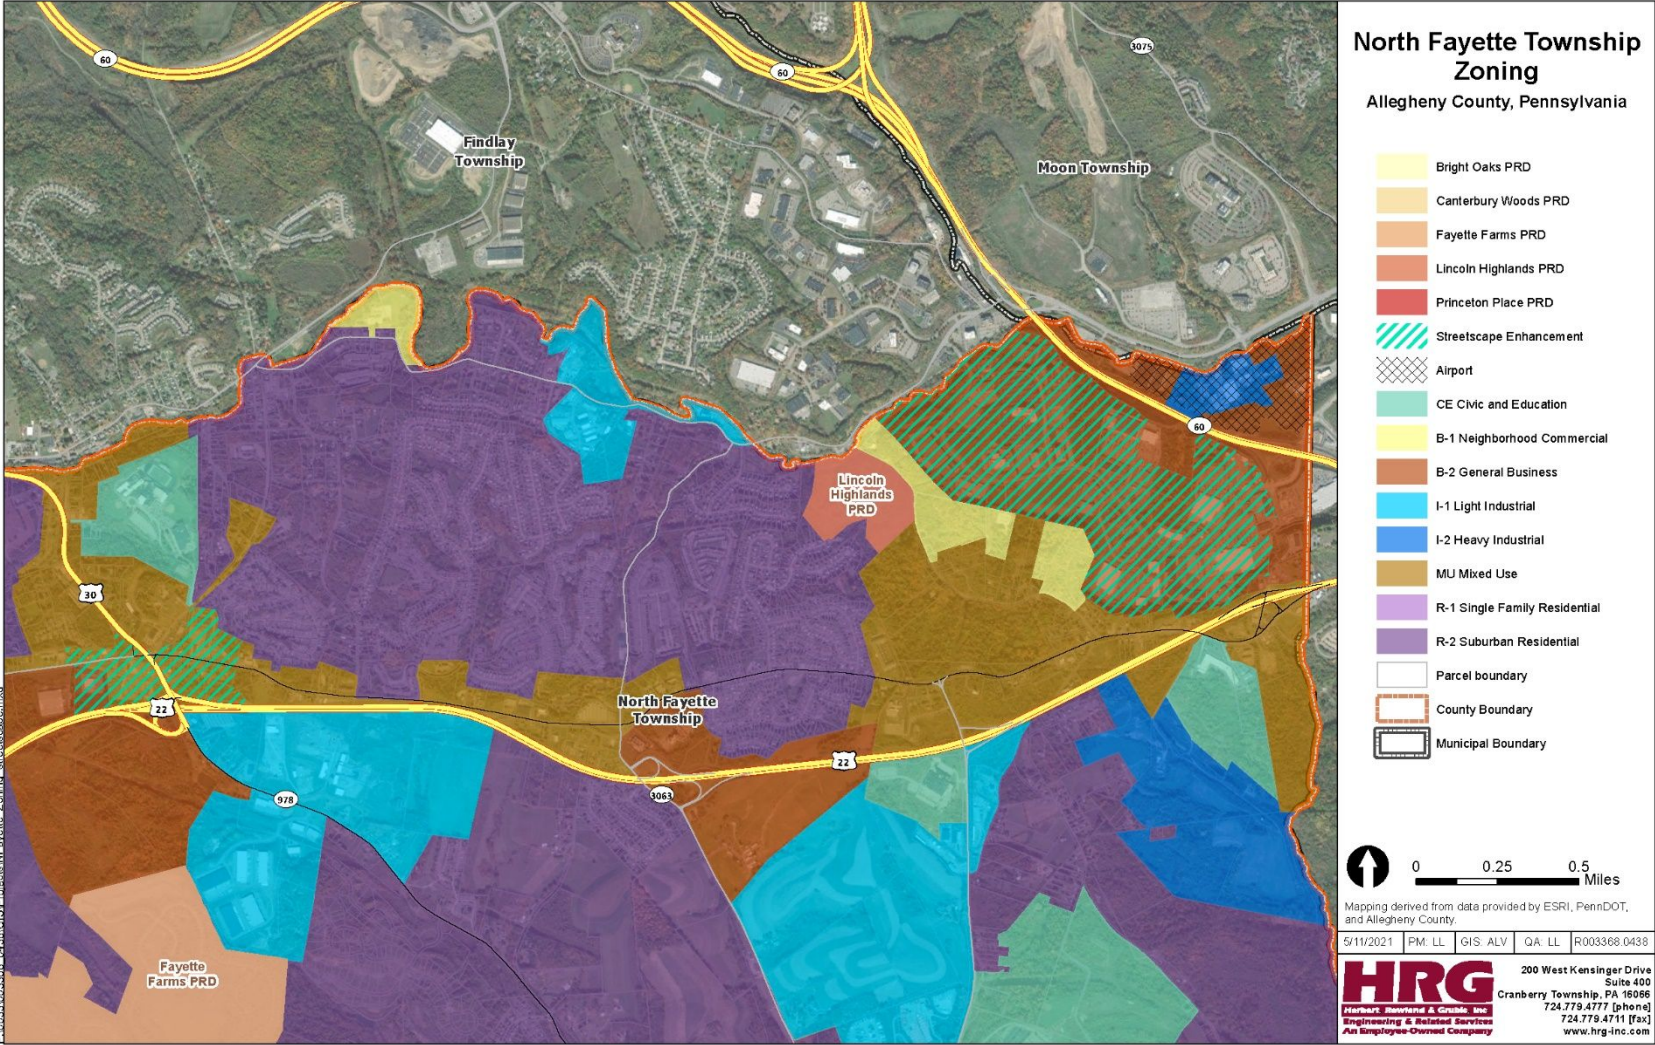 60
60
3075
Findlay
Township
Moon Township
60
Lincoln
Highlands
PRD
30
22
North Fayette
Township
22
978
3063
Fayette
Farms PRD
North Fayette Township
Zoning
Allegheny County, Pennsylvania
Bright Oaks PRD
Canterbury Woods PRD
Fayette Farms PRD
Lincoln Highlands PRD
Princeton Place PRD
Streetscape Enhancement
Airport
CE Civic and Education
B-1 Neighborhood Commercial
B-2 General Business
I-1 Light Industrial
I-2 Heavy Industrial
MU Mixed Use
R-1 Single Family Residential
R-2 Suburban Residential
Parcel boundary
County Boundary
Municipal Boundary
0 0.25 0.5
Miles
Mapping derived from data provided by ESRI, PennDOT,
and Allegheny County.
5/11/2021 PM: LL GIS: ALV QA: LL R003368.0438
HRG
Herbert, Rowland & Grubic, Inc
Engineering & Related Services
An Employee-Owned Company
200 West Kensinger Drive
Suite 400
Cranberry Township, PA 16066
724.779.4777 [phone]
724.779.4711 [fax]
www.hrg-inc.com